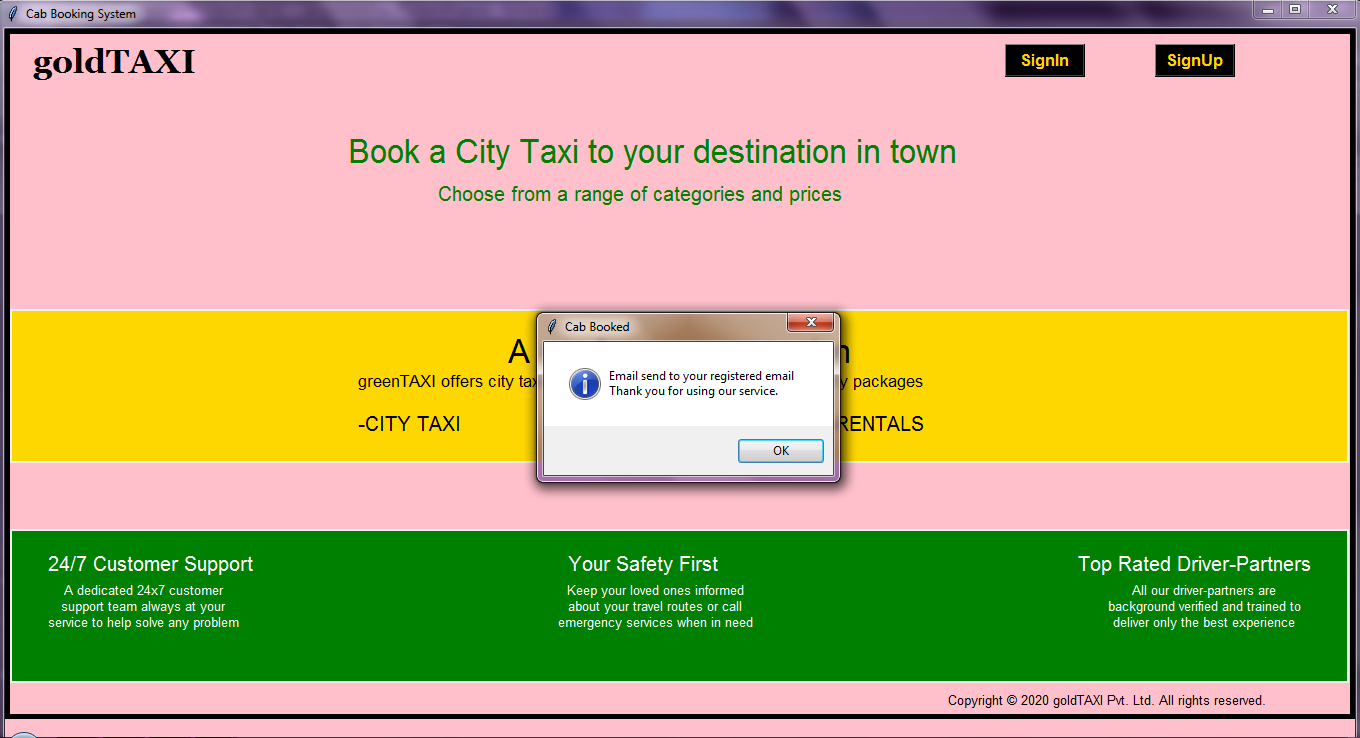 Cab Booking System
goldTAXI
SignIn
SignUp
Book a City Taxi to your destination in town
Choose from a range of categories and prices
A
Cab Booked
greenTAXI offers city
packages
Email send to your registered email
Thank you for using our service.
-CITY TAXI
RENTALS
OK
24/7 Customer Support
A dedicated 24x7 customer
support team always at your
service to help solve any problem
Your Safety First
Keep your loved ones informed
about your travel routes or call
emergency services when in need
Top Rated Driver-Partners
All our driver-partners are
background verified and trained to
deliver only the best experience
Copyright © 2020 goldTAXI Pvt. Ltd. All rights reserved.